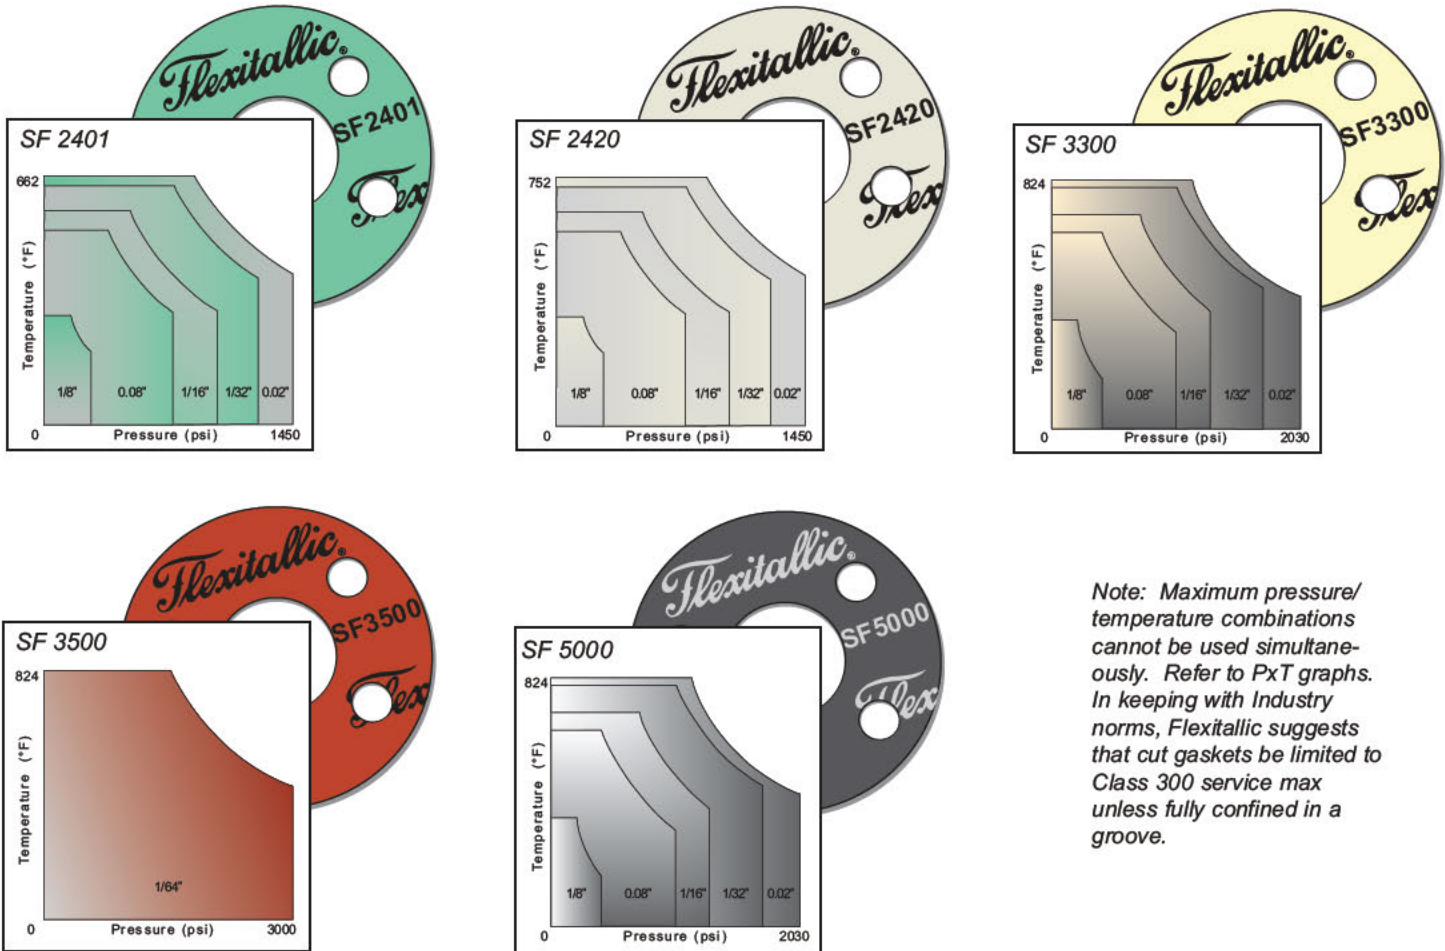 Flexitallic®
SF2401
Flex
SF 2401
662
Temperature (°F)
1/8"
0.08"
1/16"
1/32"
0.02"
0
Pressure (psi)
1450
Flexitallic®
SF2420
Flex
SF 2420
752
Temperature (°F)
1/8"
0.08"
1/16"
1/32"
0.02"
0
Pressure (psi)
1450
Flexitallic®
SF3300
Flex
SF 3300
824
Temperature (°F)
1/8"
0.08"
1/16"
1/32"
0.02"
0
Pressure (psi)
2030
Flexitallic®
SF3500
Flex
SF 3500
824
Temperature (°F)
1/64"
0
Pressure (psi)
3000
Flexitallic®
SF5000
Flex
SF 5000
824
Temperature (°F)
1/8"
0.08"
1/16"
1/32"
0.02"
0
Pressure (psi)
2030
Note: Maximum pressure/
temperature combinations
cannot be used simultane-
ously. Refer to PxT graphs.
In keeping with Industry
norms, Flexitallic suggests
that cut gaskets be limited to
Class 300 service max
unless fully confined in a
groove.